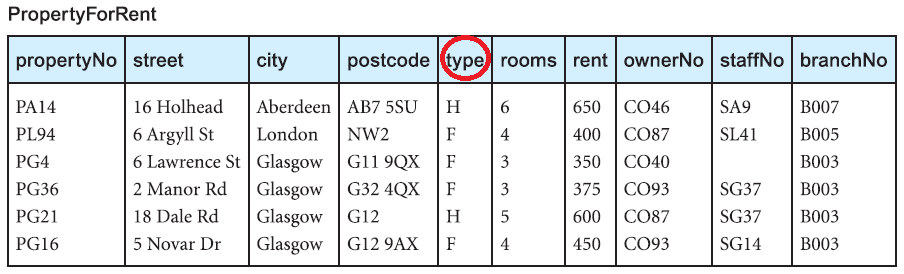 PropertyForRent
propertyNo street city postcode type rooms rent ownerNo staffNo branchNo
PA14 16 Holhead Aberdeen AB7 5SU H 6 650 CO46 SA9 B007
PL94 6 Argyll St London NW2 F 4 400 CO87 SL41 B005
PG4 6 Lawrence St Glasgow G11 9QX F 3 350 CO40 B003
PG36 2 Manor Rd Glasgow G32 4QX F 3 375 CO93 SG37 B003
PG21 18 Dale Rd Glasgow G12 H 5 600 CO87 SG37 B003
PG16 5 Novar Dr Glasgow G12 9AX F 4 450 CO93 SG14 B003